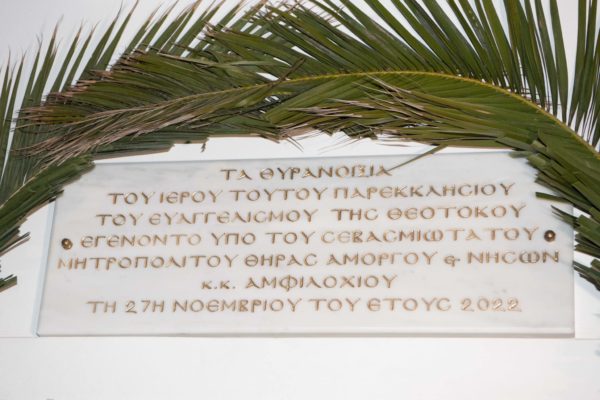 ΤΑ ΘΥΡΑΝΟΙΞΙΑ
ΤΟΥ ΙΕΡΟΥ ΤΟΥΤΟΥ ΠΑΡΕΚΚΛΗΣΙΟΥ
ΤΟΥ ΕΥΑΓΓΕΛΙΣΜΟΥ ΤΗΣ ΘΕΟΤΟΚΟΥ
ΕΓΕΝΟΝΤΟ ΥΠΟ ΤΟΥ ΣΕΒΑΣΜΙΩΤΑΤΟΥ
ΜΗΤΡΟΠΟΛΙΤΟΥ ΘΗΡΑΣ ΑΜΟΡΓΟΥ & ΝΗΣΩΝ
κ.κ. ΑΜΦΙΛΟΧΙΟΥ
ΤΗ 27Η ΝΟΕΜΒΡΙΟΥ ΤΟΥ ΕΤΟΥΣ 2022